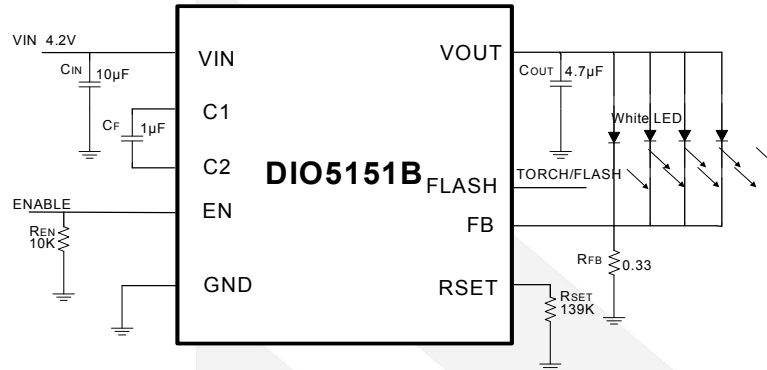 VIN 4.2V
CIN 10µF
VIN
VOUT
COUT 4.7µF
C1
CF 1µF
White LED
C2
DIO5151B
FLASH
TORCH/FLASH
ENABLE
EN
FB
REN
10K
RFB 0.33
GND
RSET
RSET
139K